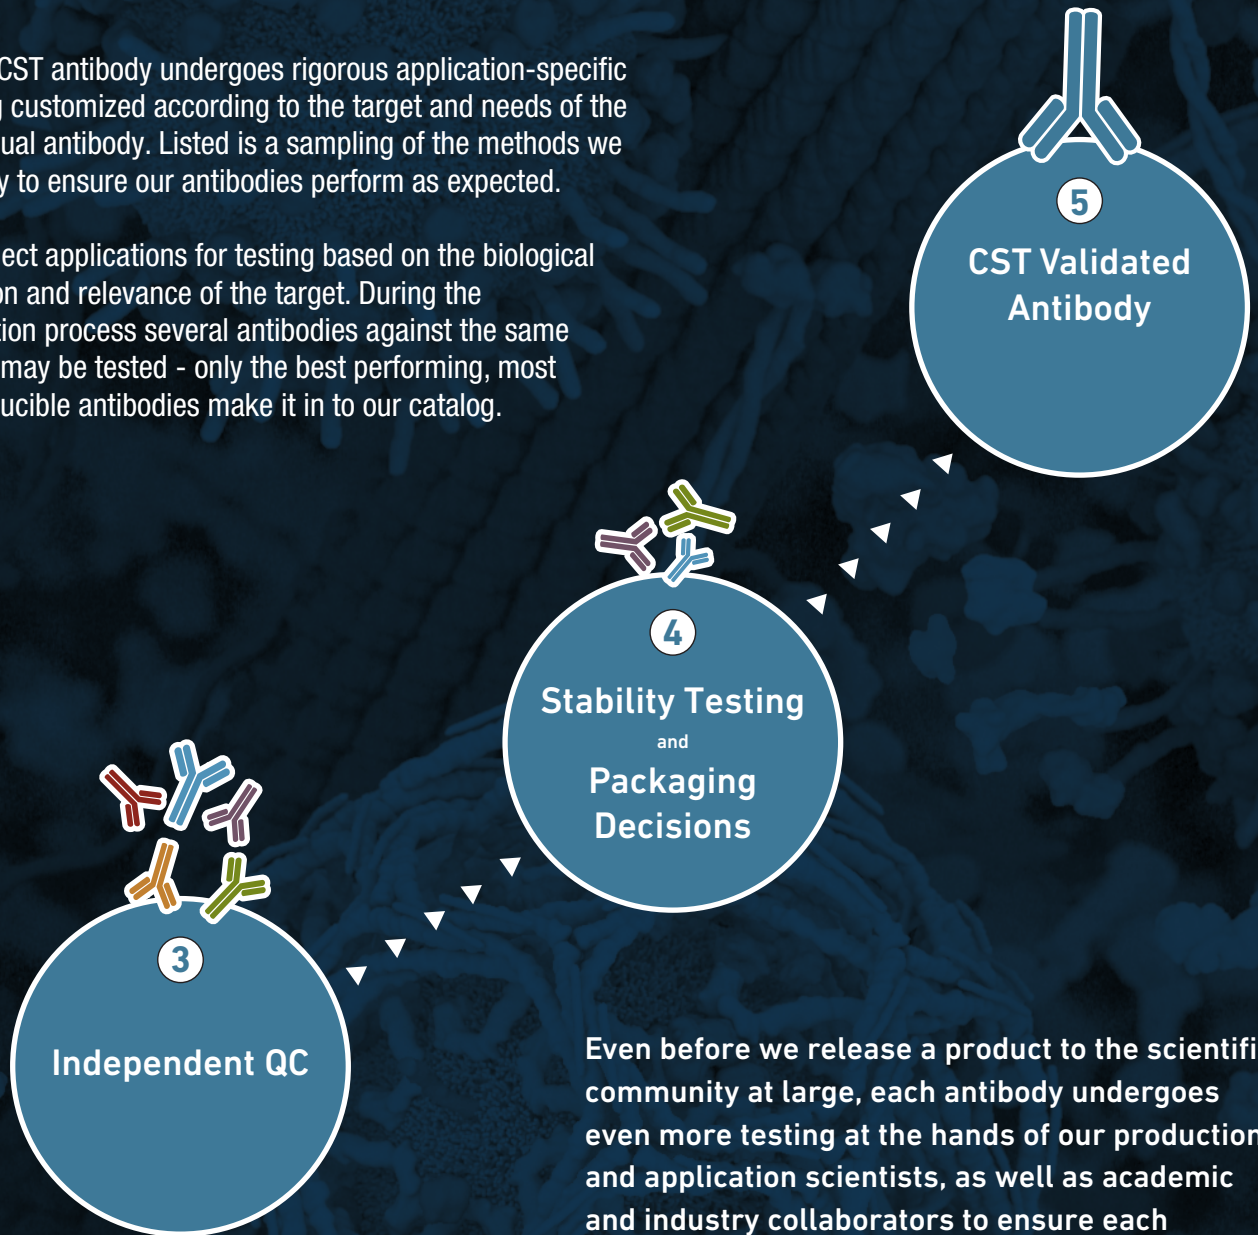 CST antibody undergoes rigorous application-specific
g customized according to the target and needs of the
ual antibody. Listed is a sampling of the methods we
y to ensure our antibodies perform as expected.
ect applications for testing based on the biological
on and relevance of the target. During the
tion process several antibodies against the same
may be tested - only the best performing, most
ucible antibodies make it in to our catalog.
5
CST Validated
Antibody
4
Stability Testing
and
Packaging
Decisions
3
Independent QC
Even before we release a product to the scientifi
community at large, each antibody undergoes
even more testing at the hands of our production
and application scientists, as well as academic
and industry collaborators to ensure each